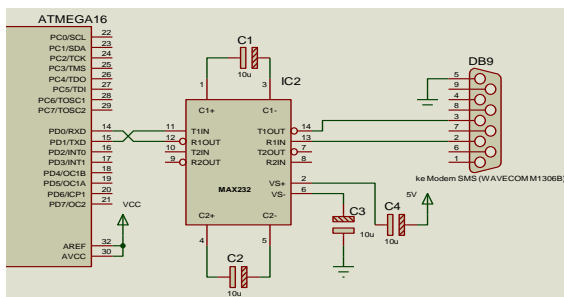 ATMEGA16
PC0/SCL 22
PC1/SDA 23
PC2/TCK 24
PC3/TMS 25
PC4/TDO 26
PC5/TDI 27
PC6/TOSC1 28
PC7/TOSC2 29
PD0/RXD 14
PD1/TXD 15
PD2/INT0 16
PD3/INT1 17
PD4/OC1B 18
PD5/OC1A 19
PD6/ICP1 20
PD7/OC2 21
VCC
AREF 32
AVCC 30
C1
10u
1
3
IC2
C1+
C1-
11 T1IN
12 R1OUT
10 T2IN
9 R2OUT
T1OUT 14
R1IN 13
T2OUT 7
R2IN 8
MAX232
VS+ 2
VS- 6
C2+
C2-
4
5
C2
10u
C3
10u
C4
10u
5V
DB9
5
9
4
8
3
7
2
6
1
ke Modem SMS (WAVECOM M1306B)